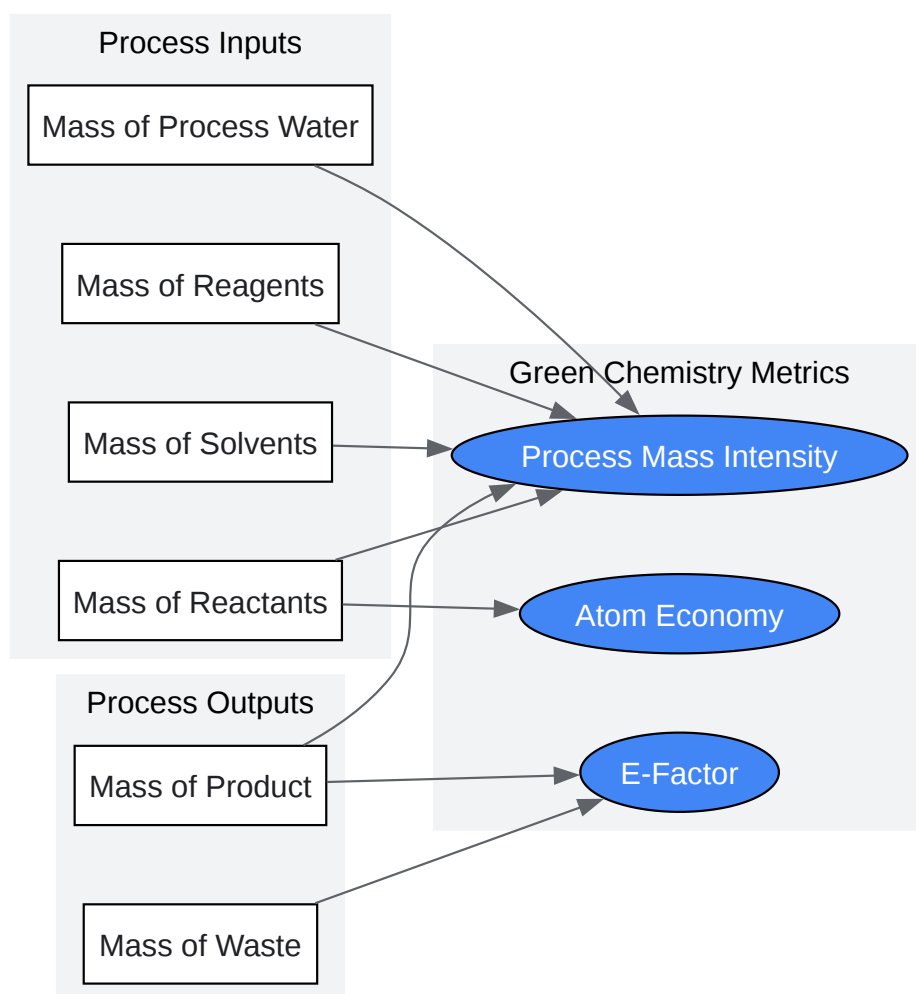 Process Inputs
Mass of Process Water
Mass of Reagents
Mass of Solvents
Mass of Reactants
Process Outputs
Mass of Product
Mass of Waste
Green Chemistry Metrics
Process Mass Intensity
Atom Economy
E-Factor